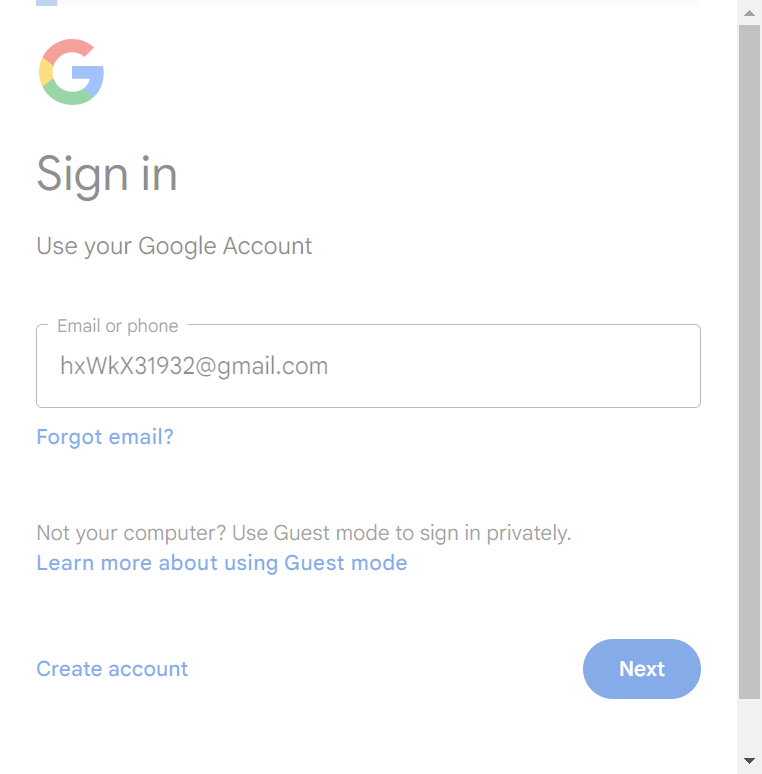 Sign in
Use your Google Account
Email or phone
hxWkX31932@gmail.com
Forgot email?
Not your computer? Use Guest mode to sign in privately.
Learn more about using Guest mode
Create account
Next